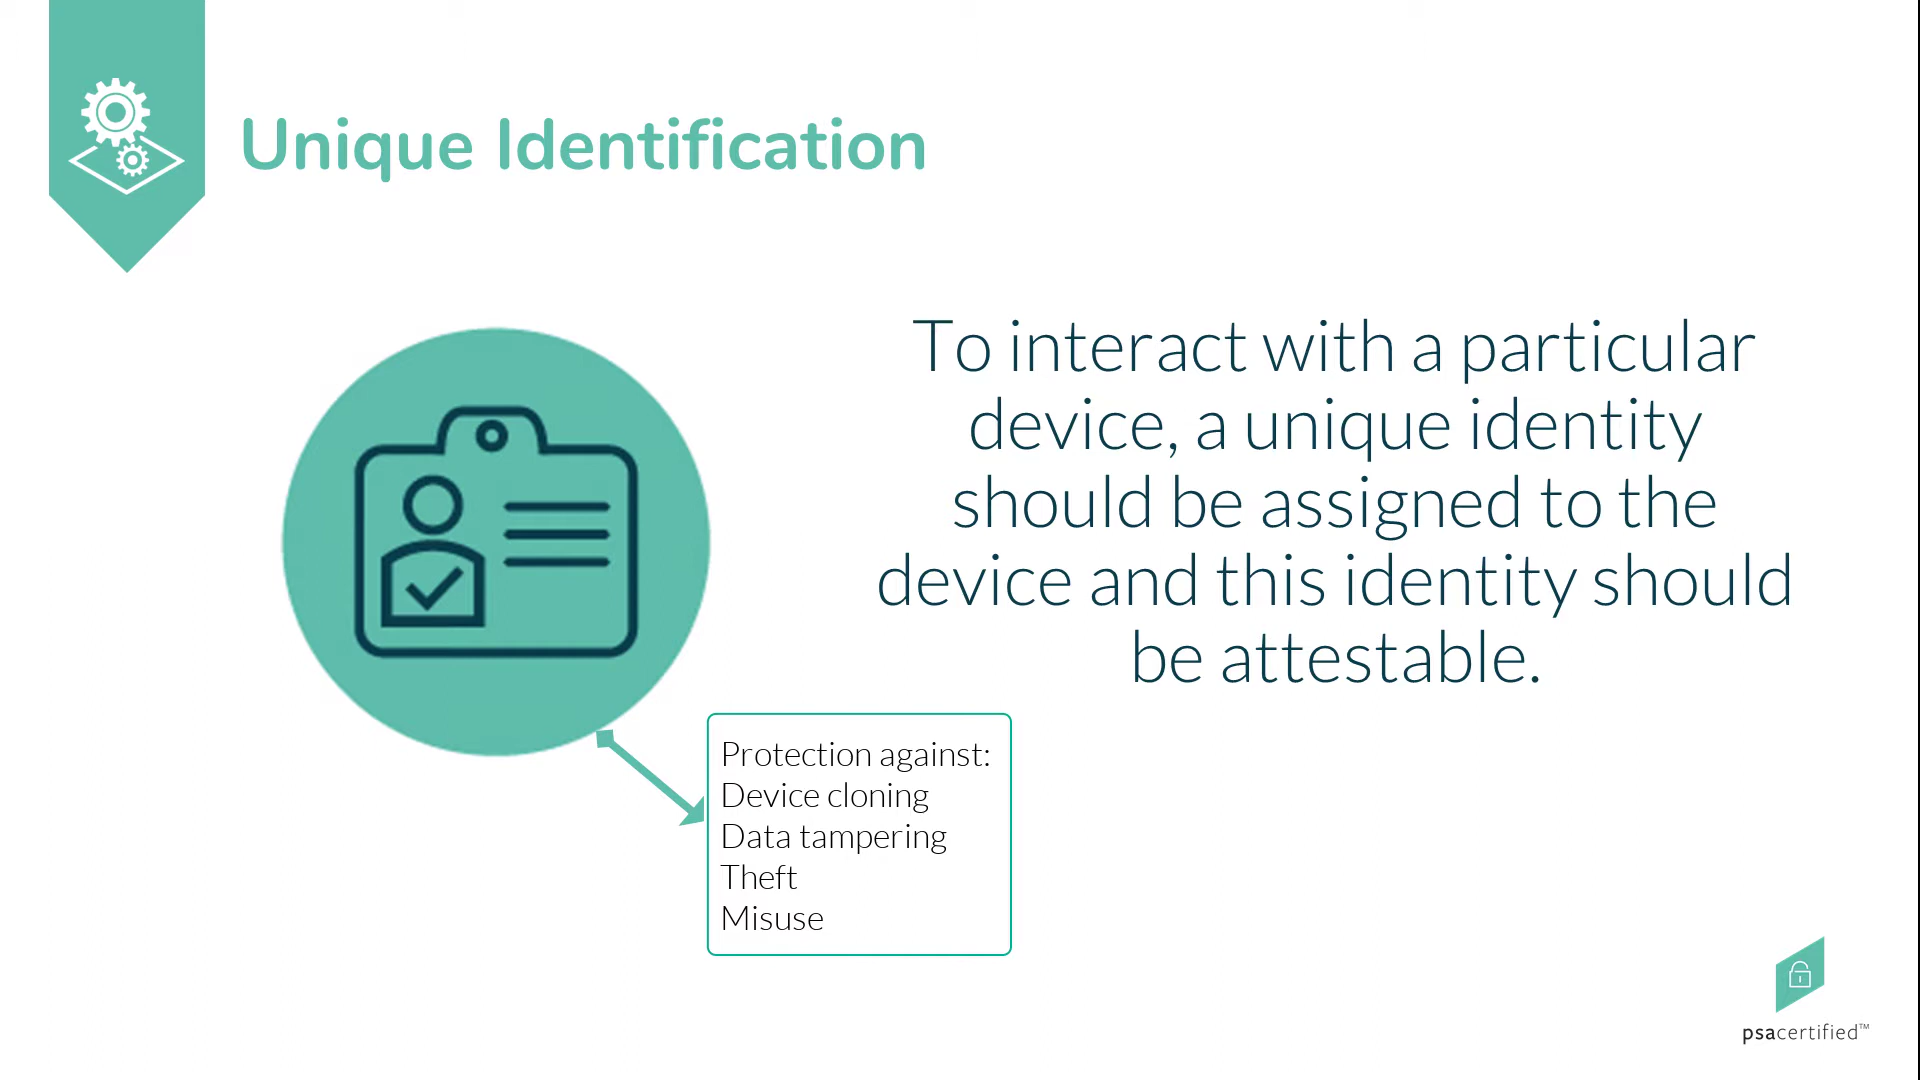 Unique Identification
To interact with a particular
device, a unique identity
should be assigned to the
device and this identity should
be attestable.
Protection against:
Device cloning
Data tampering
Theft
Misuse
psacertified™